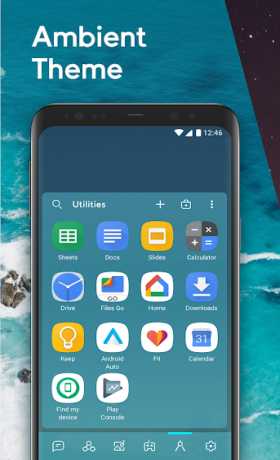 Ambient
Theme
12:46
Utilities
Sheets
Docs
Slides
Calculator
Drive
Files Go
Home
Downloads
Keep
Android
Auto
Fit
Calendar
Find my
device
Play
Console
GO
31